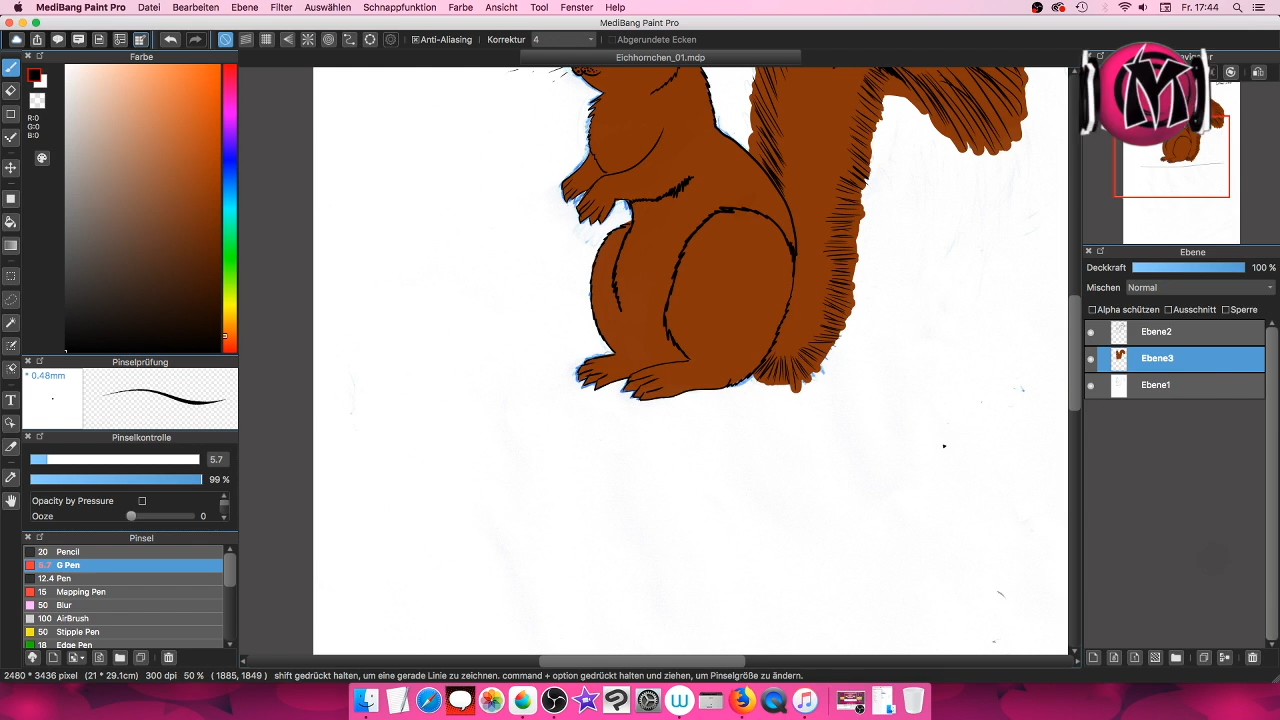 MediBang Paint Pro Datei Bearbeiten Ebene Filter Auswählen Schnappfunktion Farbe Ansicht Tool Fenster Help Fr. 17:44
MediBang Paint Pro
Anti-Aliasing Korrektur 4 Abgerundete Ecken
Eichhornchen_01.mdp
Farbe
R:0
G:0
B:0
Pinselprüfung
* 0.48mm
Pinselkontrolle
5.7
99 %
Opacity by Pressure
Ooze 0
Pinsel
20 Pencil
5.7 G Pen
12.4 Pen
15 Mapping Pen
50 Blur
100 AirBrush
50 Stipple Pen
18 Edge Pen
M
Ebene
Deckkraft 100 %
Mischen Normal
Alpha schützen Ausschnitt Sperre
Ebene2
Ebene3
Ebene1
2480 * 3436 pixel (21 * 29.1cm) 300 dpi 50 % ( 1885, 1849 ) shift gedrückt halten, um eine gerade Linie zu zeichnen. command + option gedrückt halten und ziehen, um Pinselgröße zu ändern.